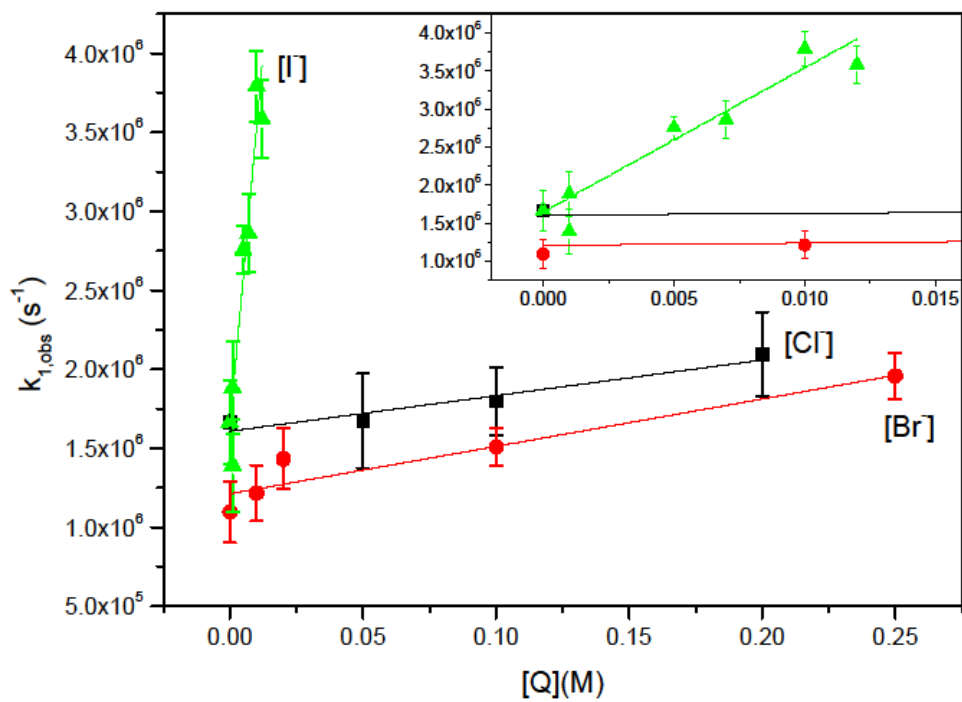 k1,obs (s⁻¹)
4.0x10⁶
3.5x10⁶
3.0x10⁶
2.5x10⁶
2.0x10⁶
1.5x10⁶
1.0x10⁶
5.0x10⁵
[I⁻]
4.0x10⁶
3.5x10⁶
3.0x10⁶
2.5x10⁶
2.0x10⁶
1.5x10⁶
1.0x10⁶
0.000 0.005 0.010 0.015
[Cl⁻]
[Br⁻]
0.00 0.05 0.10 0.15 0.20 0.25
[Q](M)